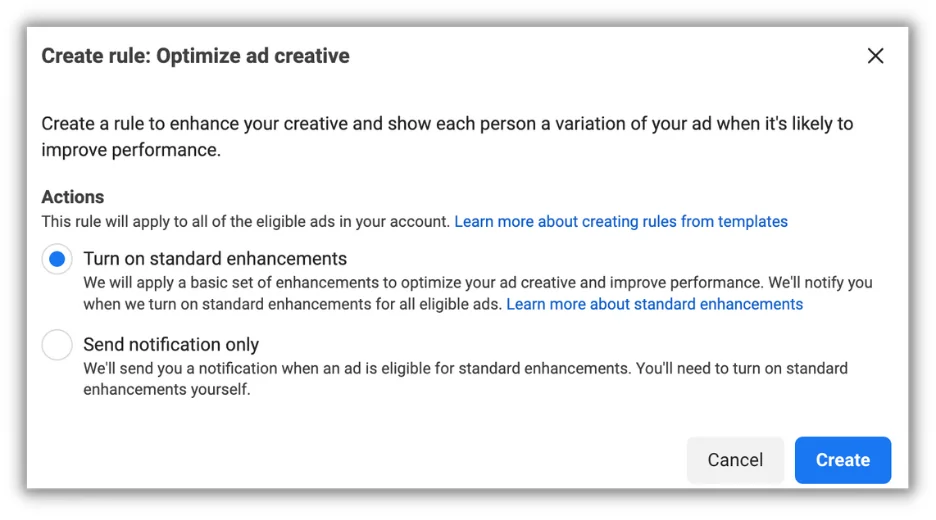 Create rule: Optimize ad creative
Create a rule to enhance your creative and show each person a variation of your ad when it's likely to
improve performance.
Actions
This rule will apply to all of the eligible ads in your account. Learn more about creating rules from templates
Turn on standard enhancements
We will apply a basic set of enhancements to optimize your ad creative and improve performance. We'll notify you
when we turn on standard enhancements for all eligible ads. Learn more about standard enhancements
Send notification only
We'll send you a notification when an ad is eligible for standard enhancements. You'll need to turn on standard
enhancements yourself.
Cancel Create